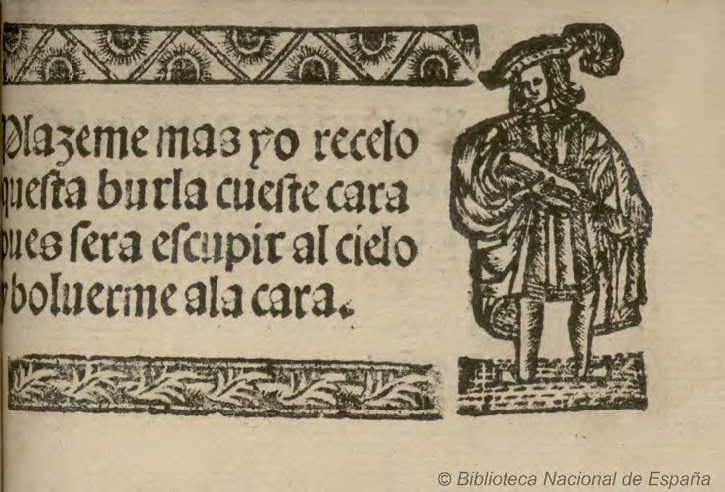 Plazeme mas yo recelo
questa burla cueste cara
pues sera escupir al cielo
y boluerme ala cara.
© Biblioteca Nacional de España